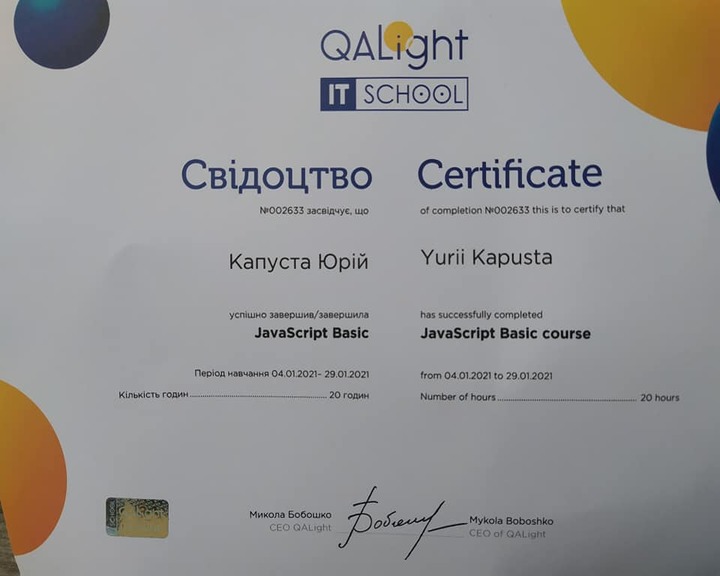 QALight
IT SCHOOL
Свідоцтво
№002633 засвідчує, що
Капуста Юрій
успішно завершив/завершила
JavaScript Basic
Період навчання 04.01.2021- 29.01.2021
Кількість годин 20 годин
Certificate
of completion №002633 this is to certify that
Yurii Kapusta
has successfully completed
JavaScript Basic course
from 04.01.2021 to 29.01.2021
Number of hours 20 hours
Микола Бобошко
CEO QALight
Mykola Boboshko
CEO of QALight